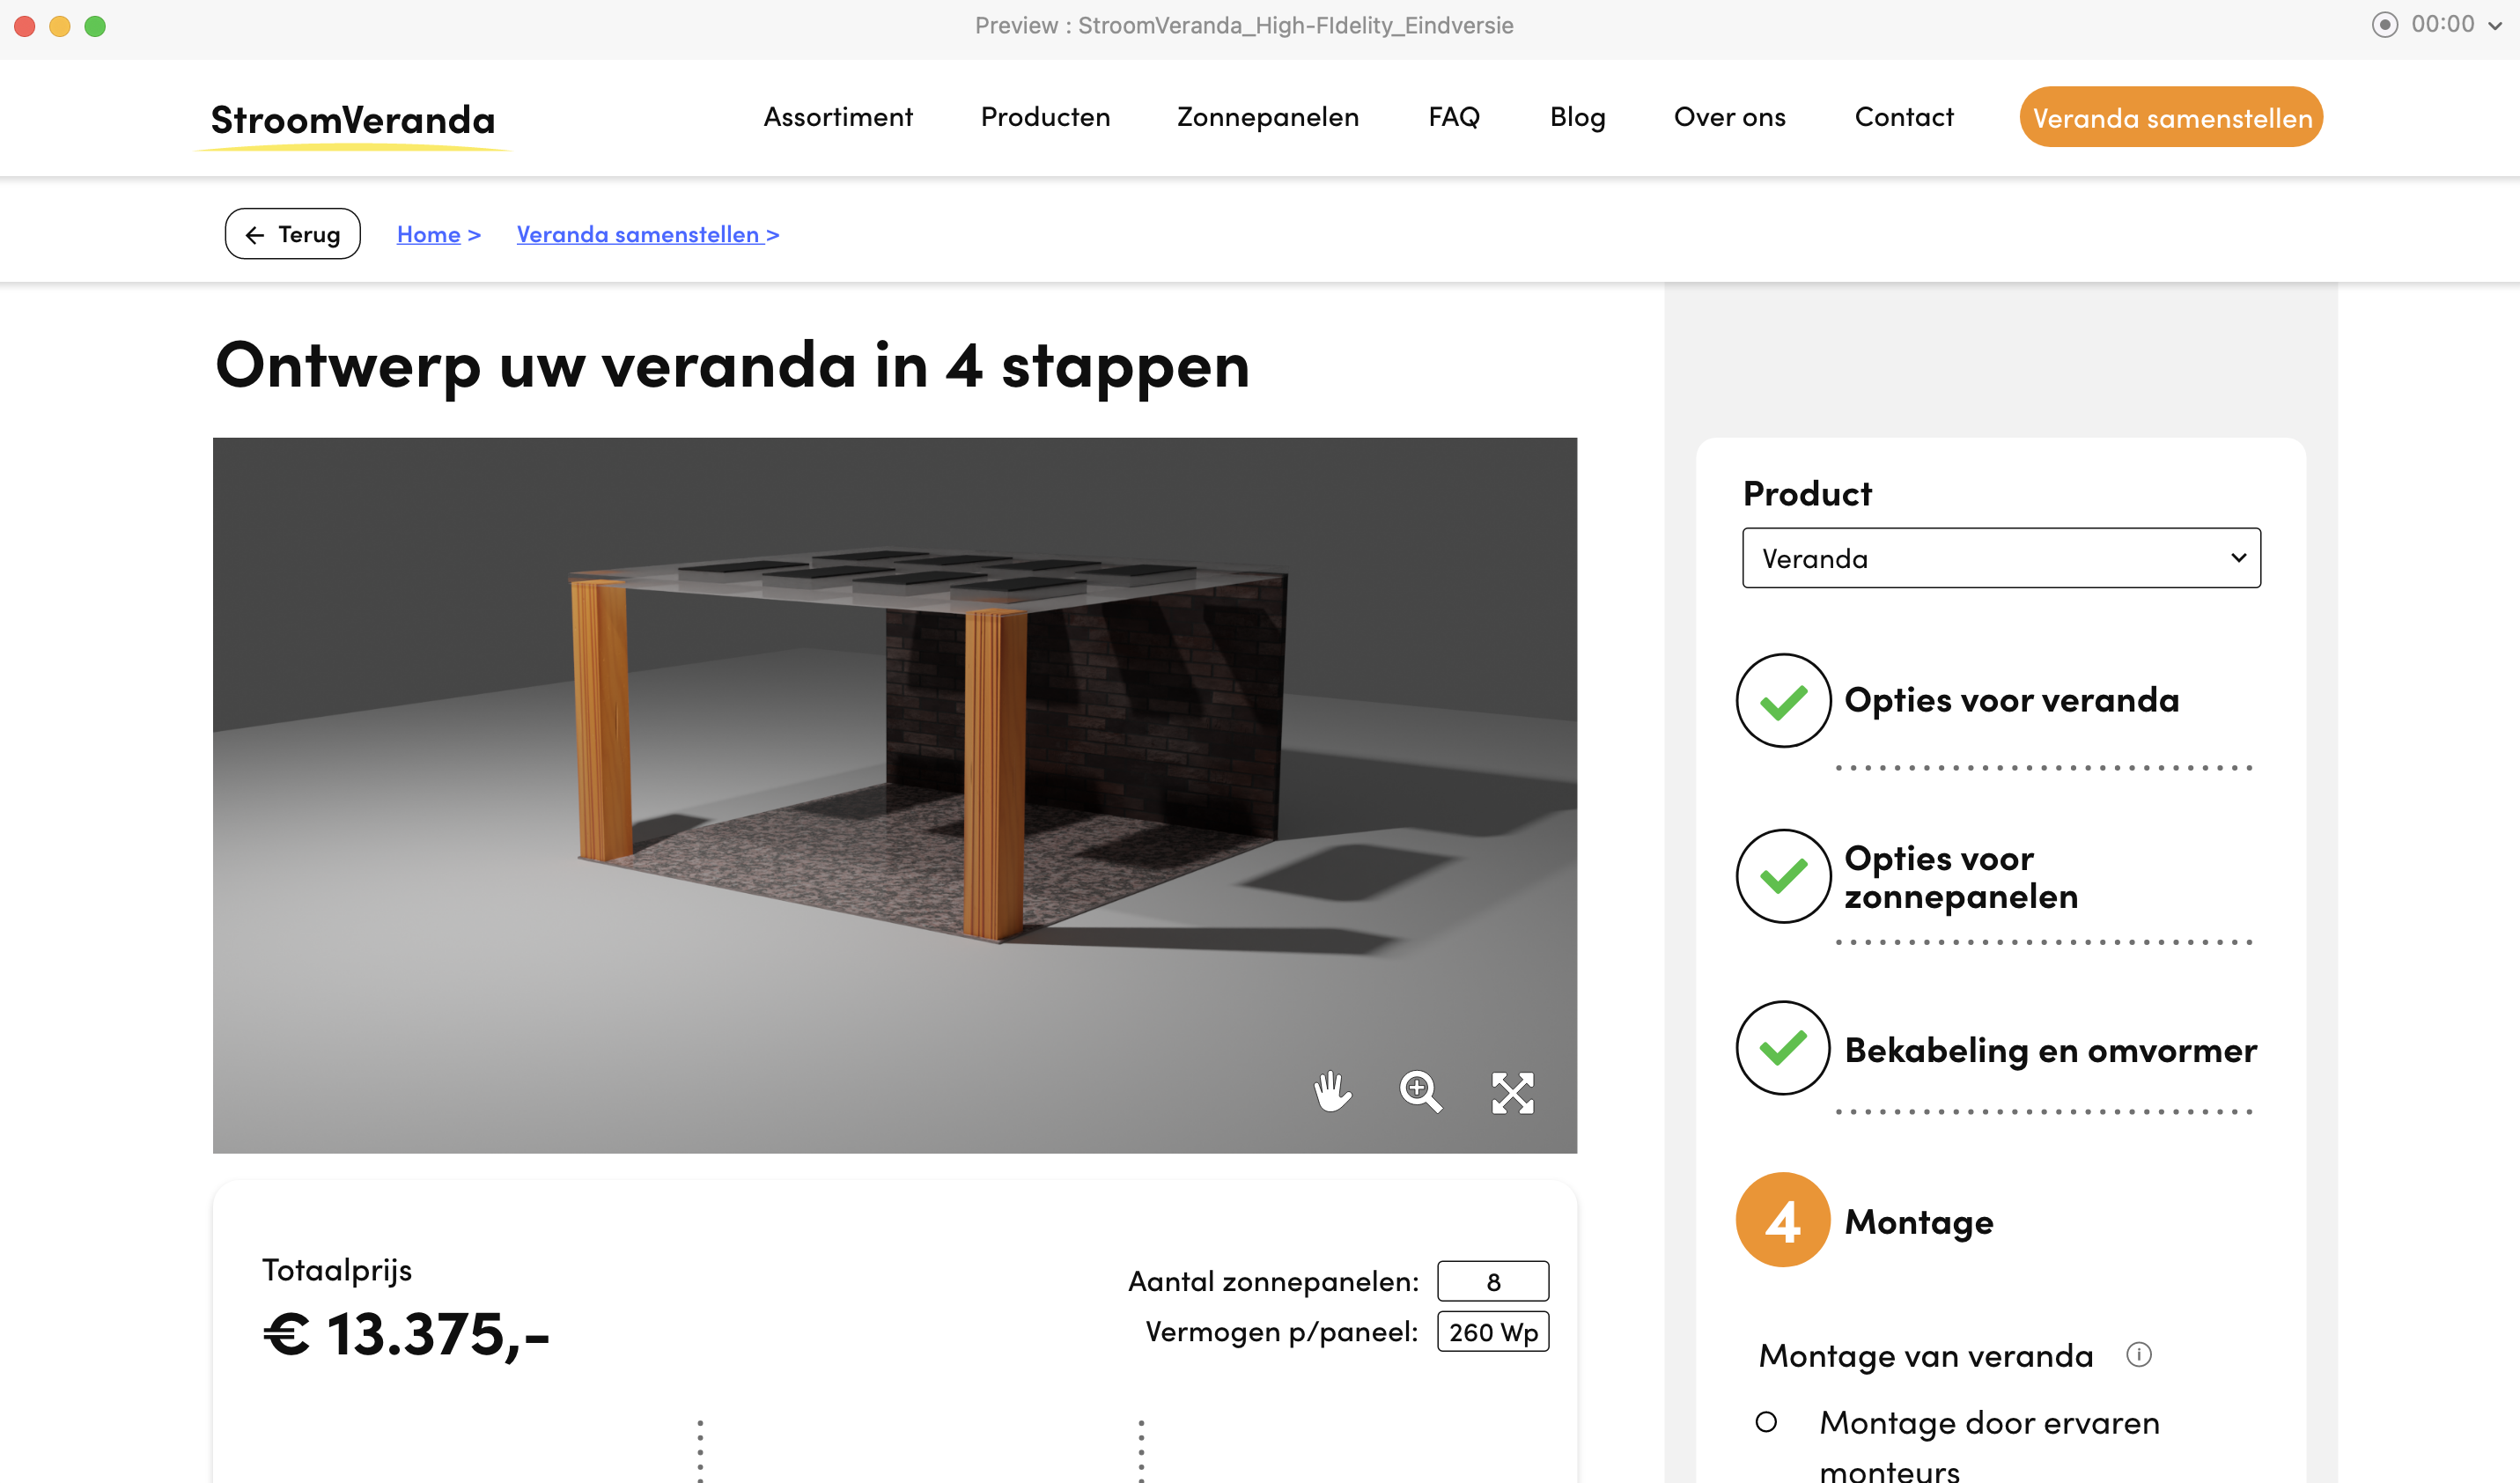 Preview : StroomVeranda_High-FIdelity_Eindversie
00:00
StroomVeranda
Assortiment
Producten
Zonnepanelen
FAQ
Blog
Over ons
Contact
Veranda samenstellen
← Terug
Home >
Veranda samenstellen >
Ontwerp uw veranda in 4 stappen
Product
Veranda
Opties voor veranda
Opties voor
zonnepanelen
Bekabeling en omvormer
4
Montage
Montage van veranda
Montage door ervaren
monteurs
Totaalprijs
€ 13.375,-
Aantal zonnepanelen: 8
Vermogen p/paneel: 260 Wp